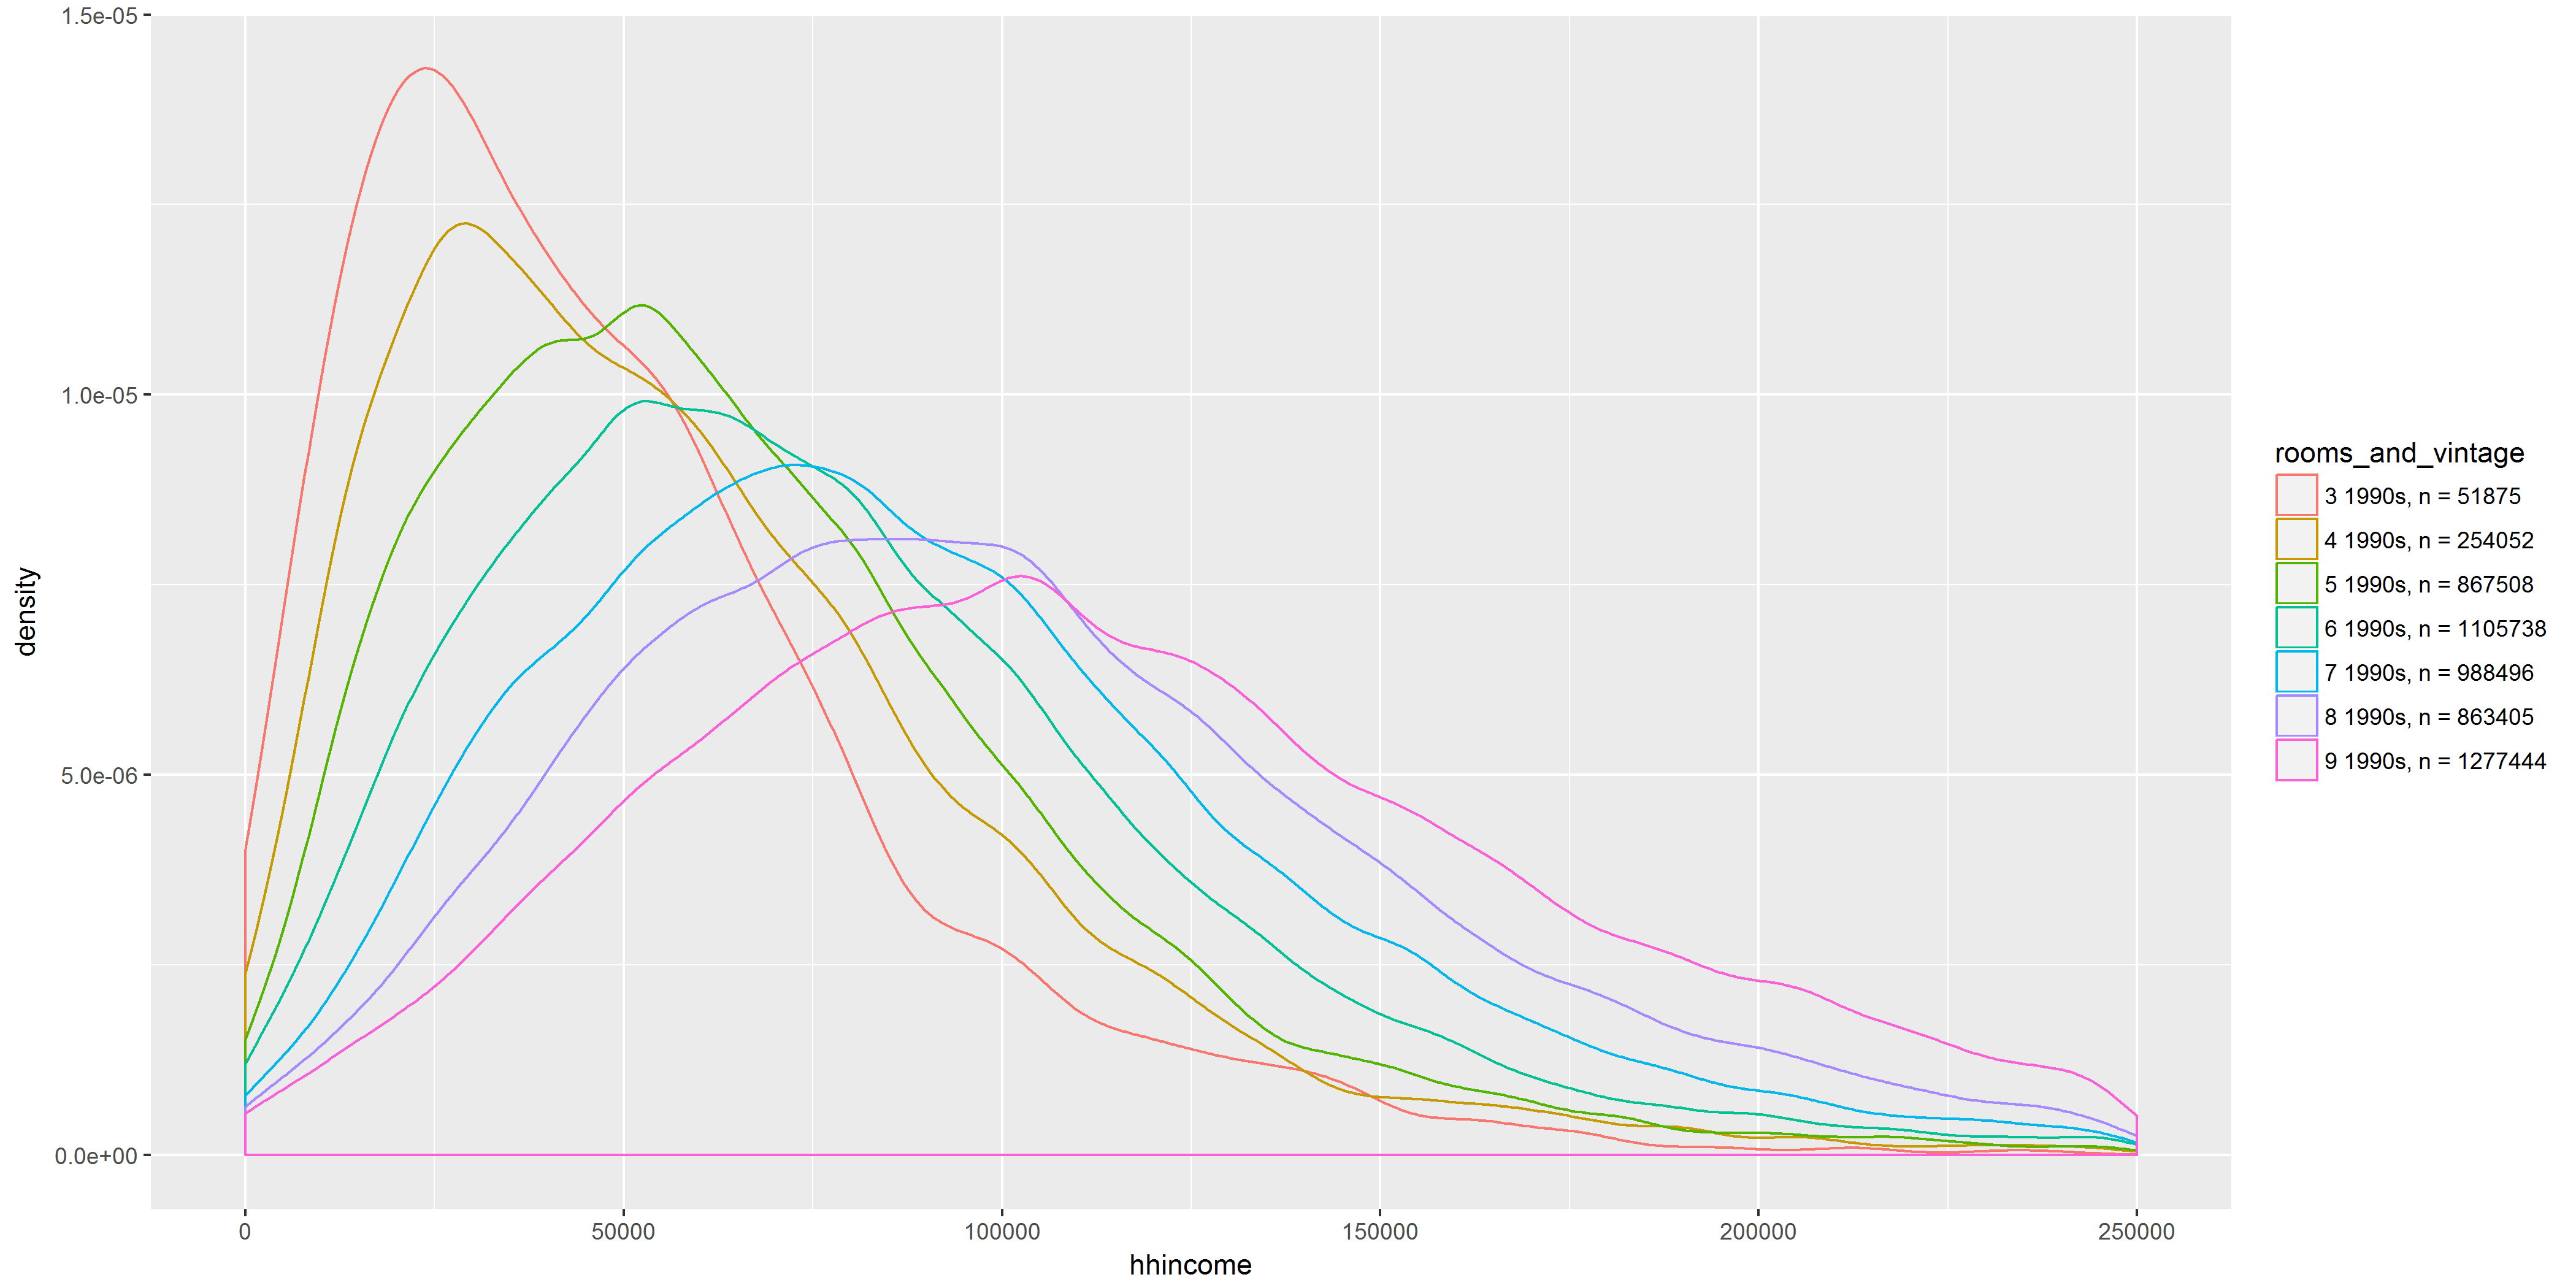 1.5e-05
1.0e-05
5.0e-06
0.0e+00
density
0 50000 100000 150000 200000 250000
hhincome
rooms_and_vintage
3 1990s, n = 51875
4 1990s, n = 254052
5 1990s, n = 867508
6 1990s, n = 1105738
7 1990s, n = 988496
8 1990s, n = 863405
9 1990s, n = 1277444